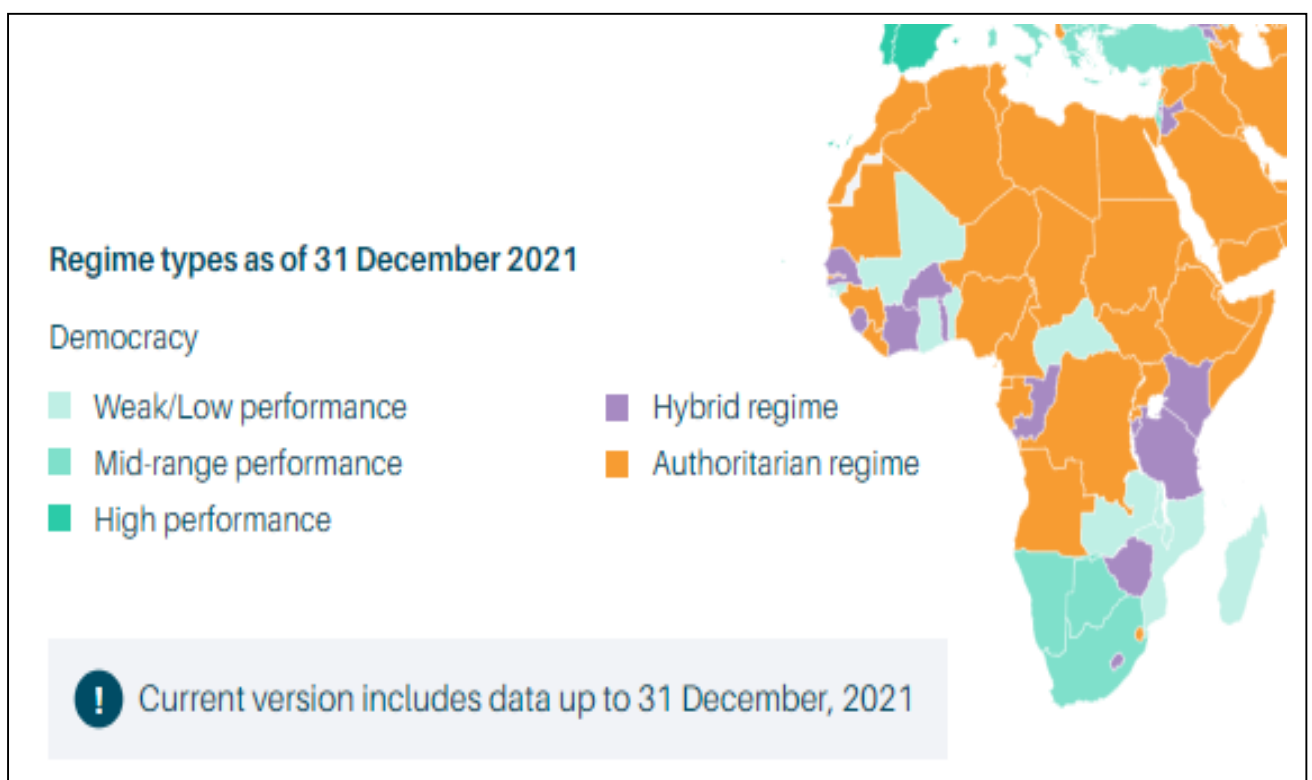 Regime types as of 31 December 2021
Democracy
Weak/Low performance
Mid-range performance
High performance
Hybrid regime
Authoritarian regime
! Current version includes data up to 31 December, 2021